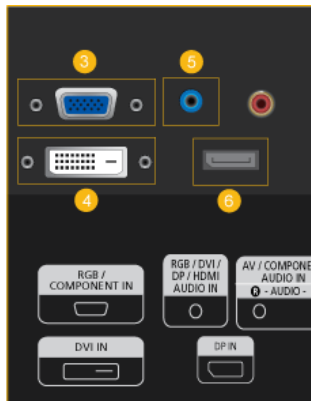 3
5
4
6
RGB /
COMPONENT IN
RGB / DVI /
DP / HDMI
AUDIO IN
AV / COMPONE
AUDIO IN
R - AUDIO -
DVI IN
DP IN